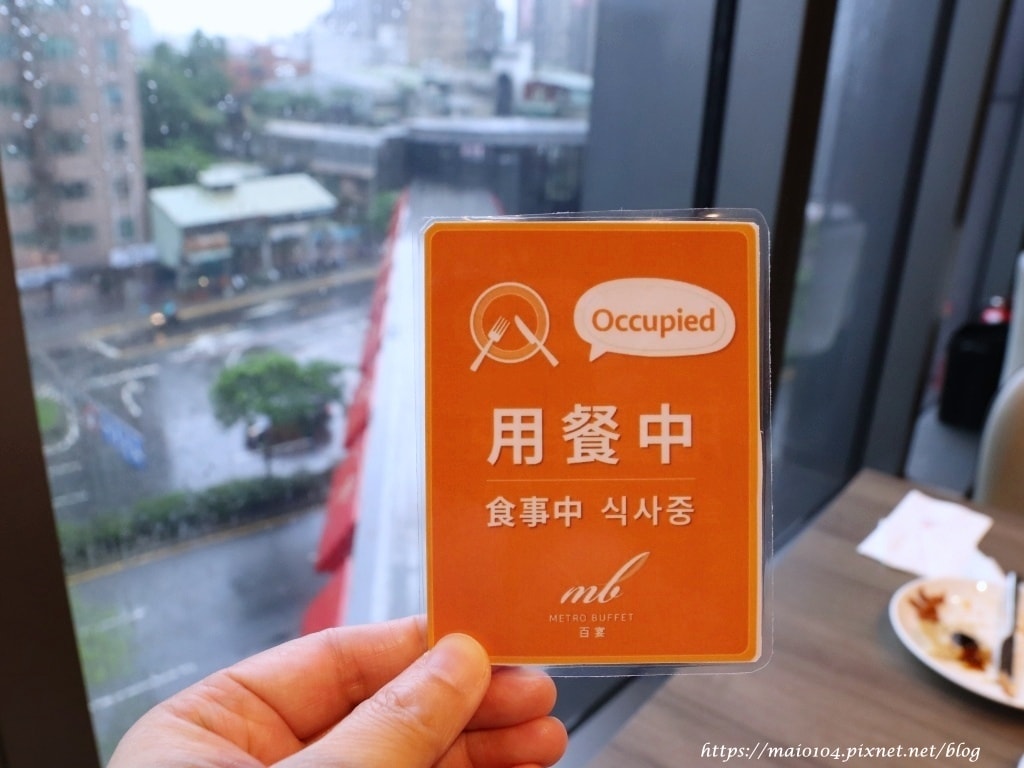 Occupied
用餐中
食事中 식사중
mb
METRO BUFFET
百宴
https://maio104.pixnet.net/blog